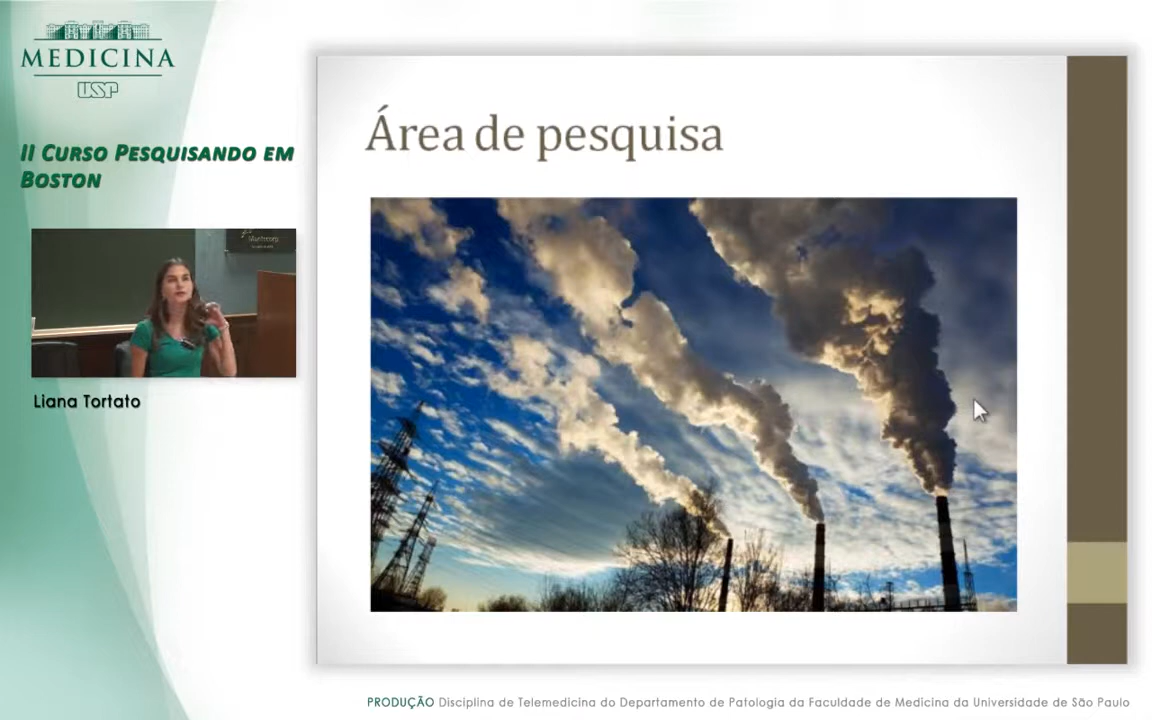 MEDICINA
USP
II Curso Pesquisando em
Boston
Liana Tortato
Área de pesquisa
PRODUÇÃO Disciplina de Telemedicina do Departamento de Patologia da Faculdade de Medicina da Universidade de São Paulo